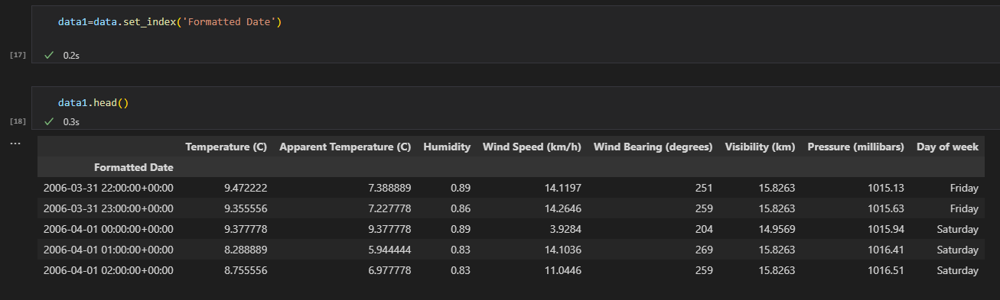 data1=data.set_index('Formatted Date')
[17] 0.2s
data1.head()
[18] 0.3s
...
Temperature (C) Apparent Temperature (C) Humidity Wind Speed (km/h) Wind Bearing (degrees) Visibility (km) Pressure (millibars) Day of week
Formatted Date
2006-03-31 22:00:00+00:00 9.472222 7.388889 0.89 14.1197 251 15.8263 1015.13 Friday
2006-03-31 23:00:00+00:00 9.355556 7.227778 0.86 14.2646 259 15.8263 1015.63 Friday
2006-04-01 00:00:00+00:00 9.377778 9.377778 0.89 3.9284 204 14.9569 1015.94 Saturday
2006-04-01 01:00:00+00:00 8.288889 5.944444 0.83 14.1036 269 15.8263 1016.41 Saturday
2006-04-01 02:00:00+00:00 8.755556 6.977778 0.83 11.0446 259 15.8263 1016.51 Saturday